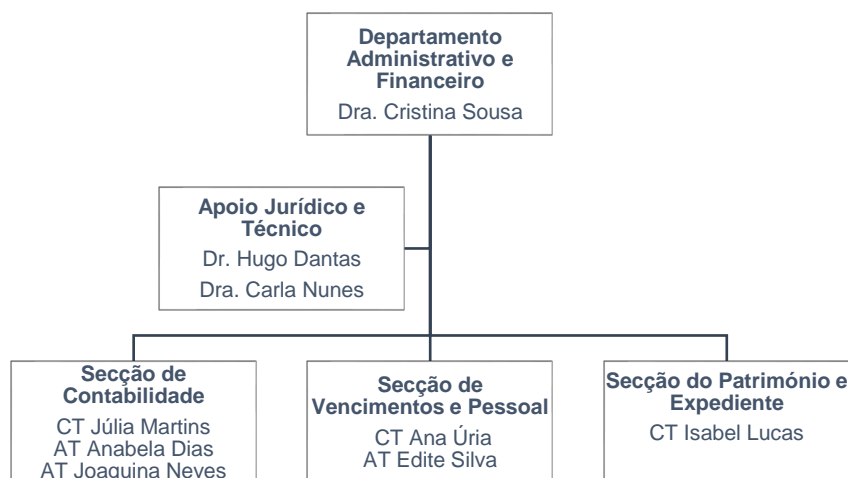 Departamento
Administrativo e
Financeiro
Dra. Cristina Sousa
Apoio Jurídico e
Técnico
Dr. Hugo Dantas
Dra. Carla Nunes
Secção de
Contabilidade
CT Júlia Martins
AT Anabela Dias
AT Joaquina Neves
Secção de
Vencimentos e Pessoal
CT Ana Úria
AT Edite Silva
Secção do Património e
Expediente
CT Isabel Lucas